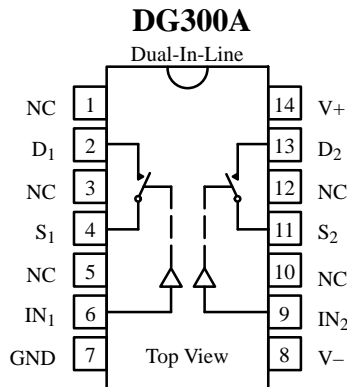 DG300A
Dual-In-Line
NC 1 14 V+
D1 2 13 D2
NC 3 12 NC
S1 4 11 S2
NC 5 10 NC
IN1 6 9 IN2
GND 7 Top View 8 V–